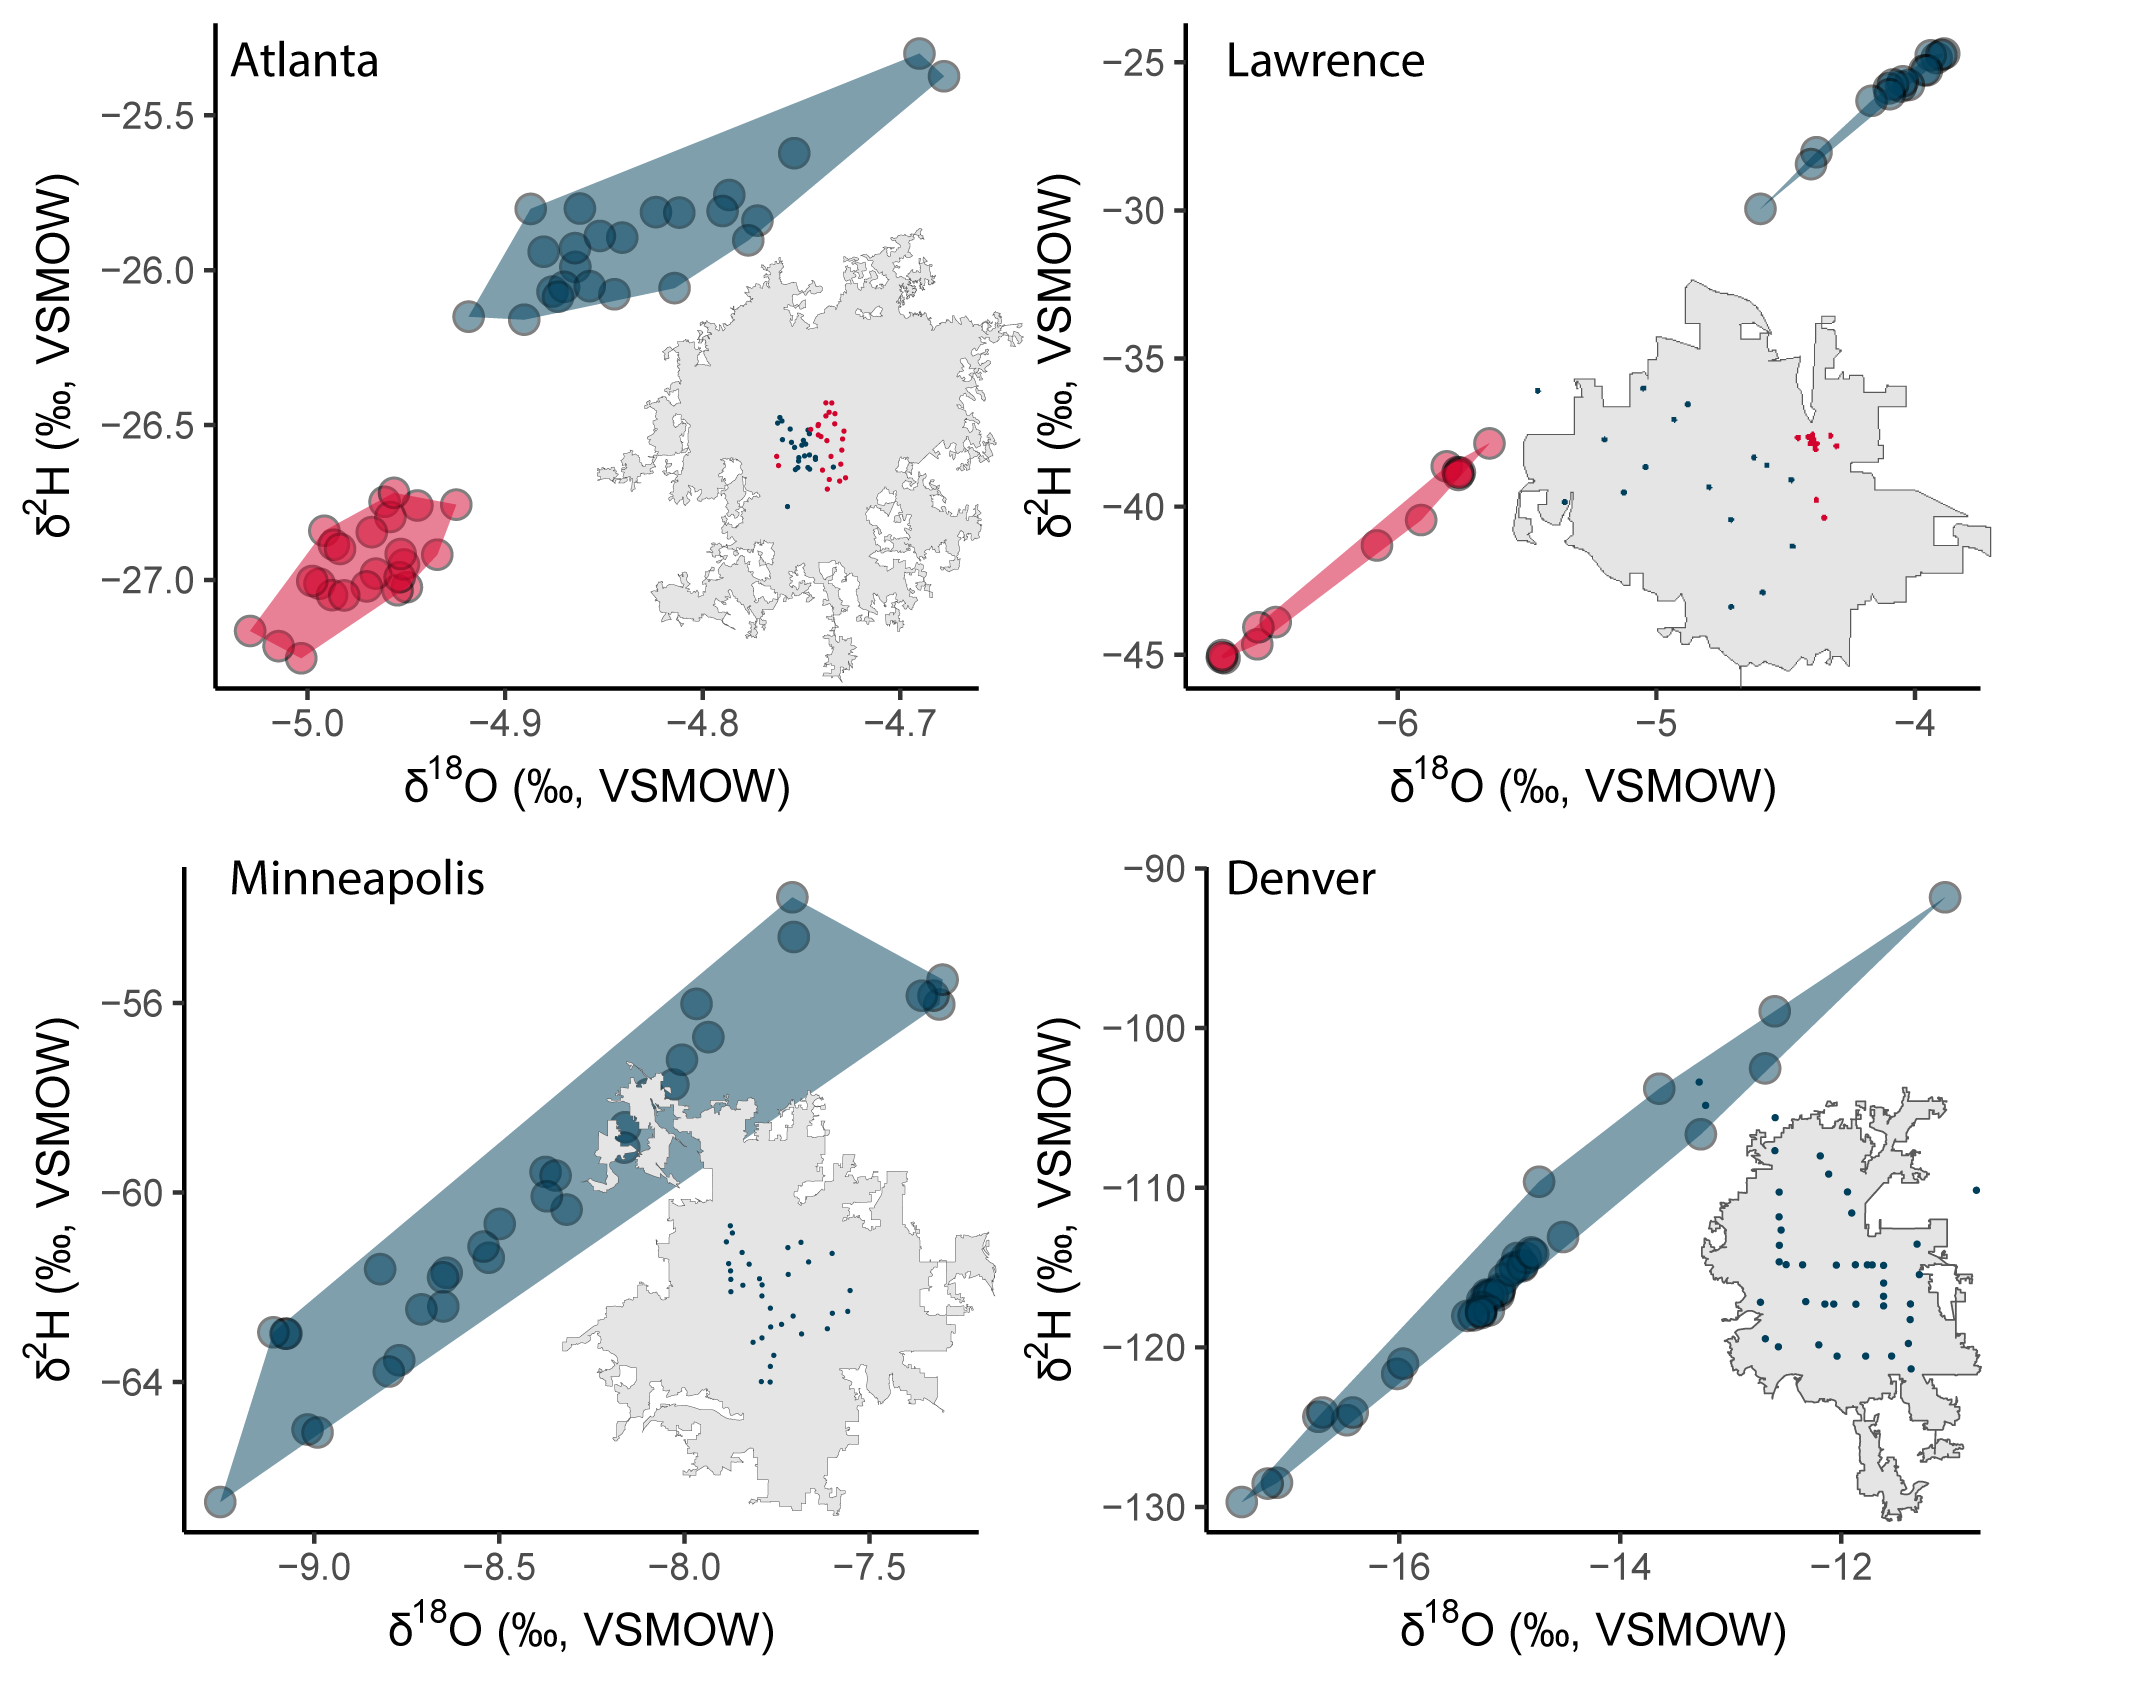 Atlanta
−25.5
−26.0
−26.5
−27.0
δ²H (‰, VSMOW)
−5.0 −4.9 −4.8 −4.7
δ¹⁸O (‰, VSMOW)
Lawrence
−25
−30
−35
−40
−45
δ²H (‰, VSMOW)
−6 −5 −4
δ¹⁸O (‰, VSMOW)
Minneapolis
−56
−60
−64
δ²H (‰, VSMOW)
−9.0 −8.5 −8.0 −7.5
δ¹⁸O (‰, VSMOW)
Denver
−90
−100
−110
−120
−130
δ²H (‰, VSMOW)
−16 −14 −12
δ¹⁸O (‰, VSMOW)